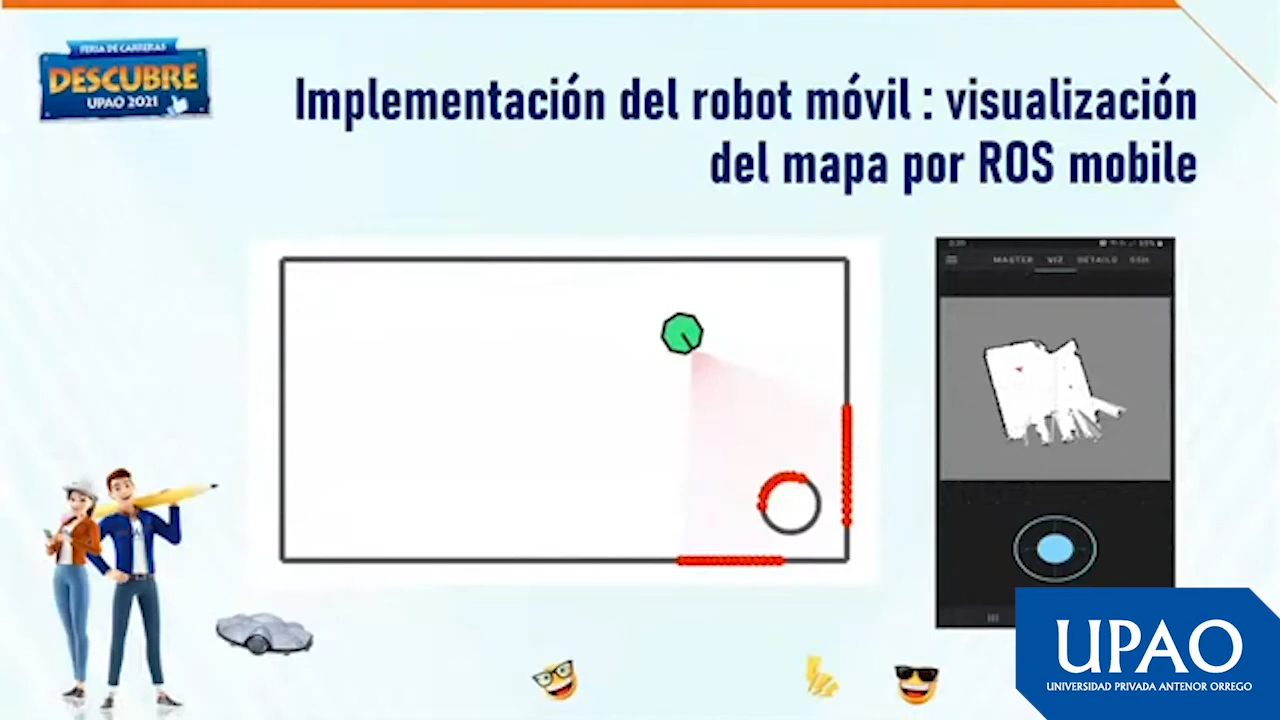 FERIA DE CARRERAS
DESCUBRE
UPAO 2021
Implementación del robot móvil : visualización
del mapa por ROS mobile
MASTER VIZ DETAILS SSH
UPAO
UNIVERSIDAD PRIVADA ANTENOR ORREGO